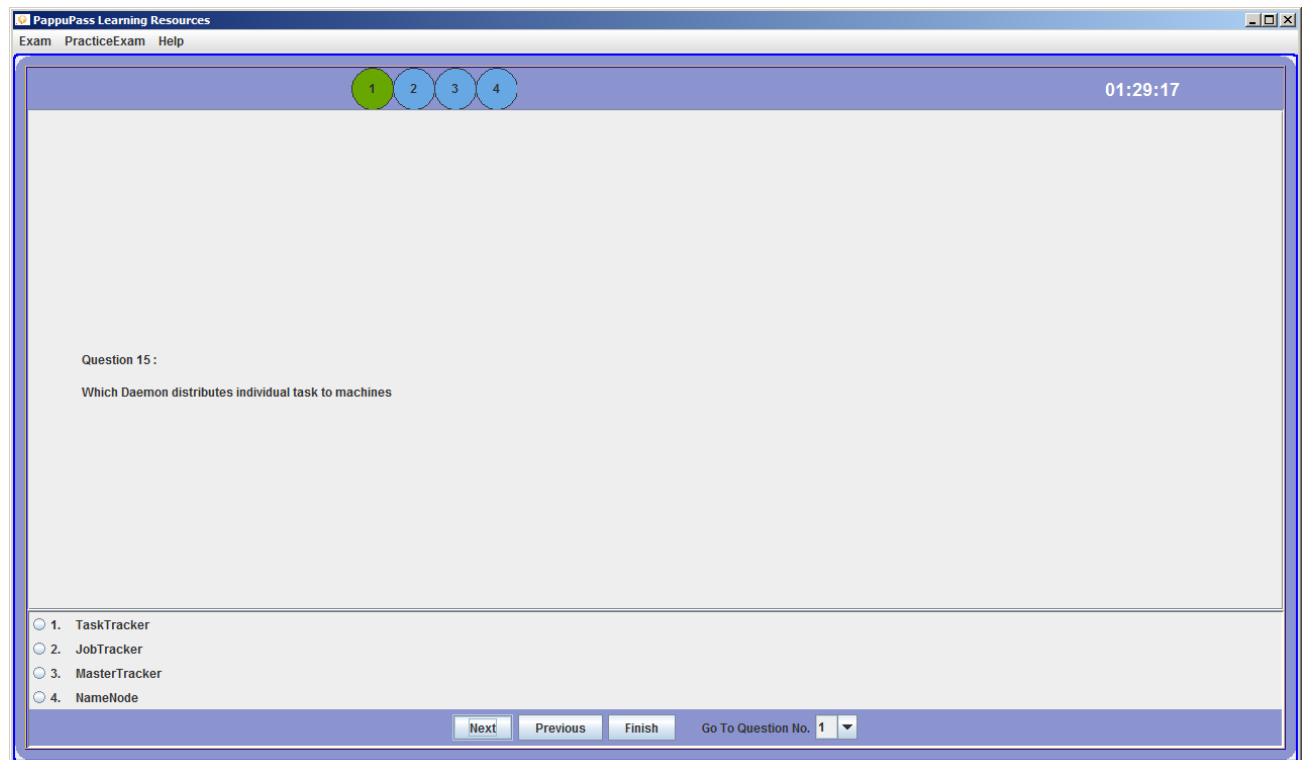 PappuPass Learning Resources
Exam PracticeExam Help
1 2 3 4 01:29:17
Question 15 :
Which Daemon distributes individual task to machines
1. TaskTracker
2. JobTracker
3. MasterTracker
4. NameNode
Next Previous Finish Go To Question No. 1